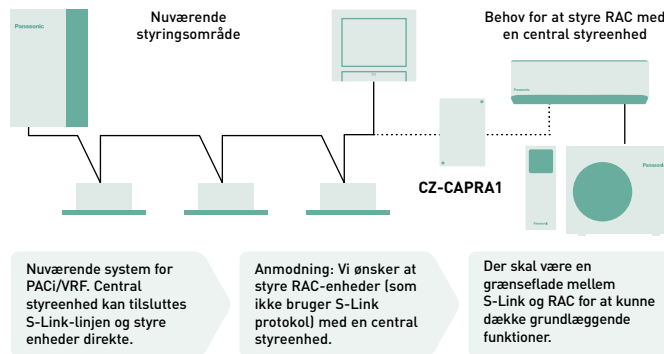 Nuværende
styringsområde
Behov for at styre RAC med
en central styreenhed
Panasonic
Panasonic
CZ-CAPRA1
Panasonic
Panasonic
Nuværende system for
PACi/VRF. Central
styreenhed kan tilsluttes
S-Link-linjen og styre
enheder direkte.
Anmodning: Vi ønsker at
styre RAC-enheder (som
ikke bruger S-Link
protokol) med en central
styreenhed.
Der skal være en
grænseflade mellem
S-Link og RAC for at kunne
dække grundlæggende
funktioner.